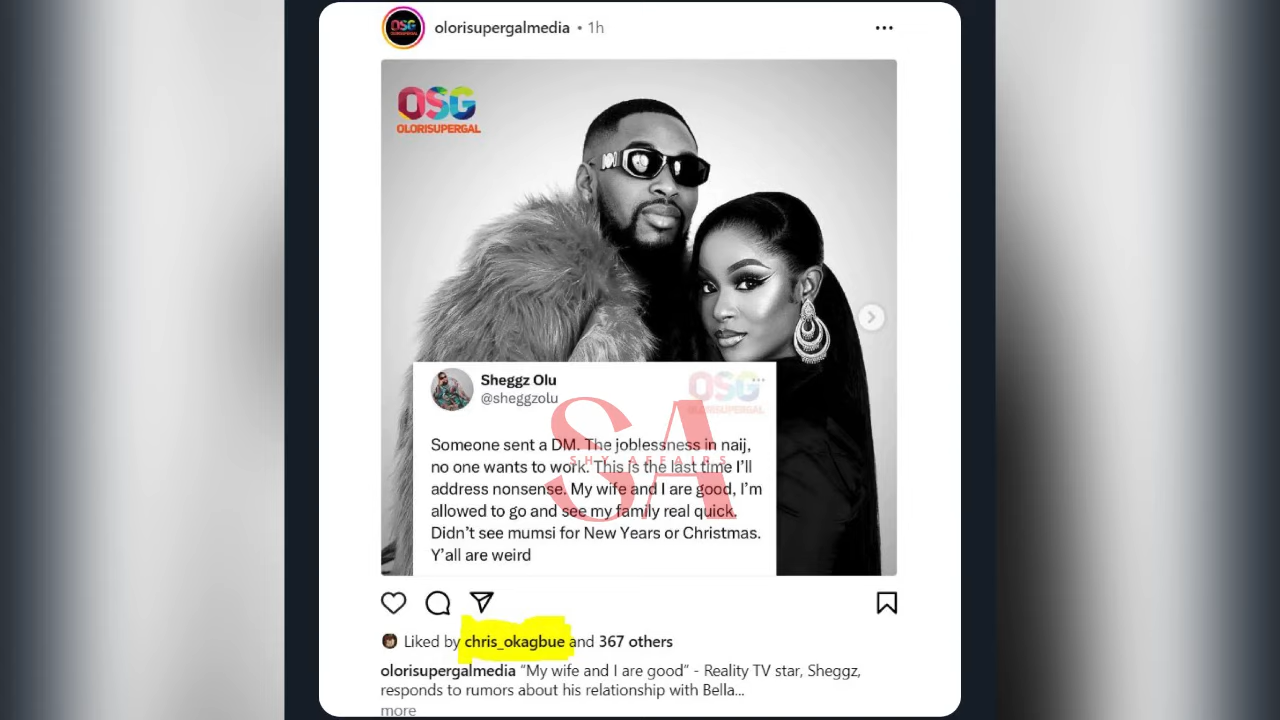 OSG
olorisupergalmedia • 1h
OSG
OLORISUPERGAL
Sheggz Olu
@sheggzolu
OSG
OLORISUPERGAL
Someone sent a DM. The joblessness in naij,
no one wants to work. This is the last time I'll
address nonsense. My wife and I are good, I'm
allowed to go and see my family real quick.
Didn't see mumsi for New Years or Christmas.
Y'all are weird
SA
SHY AFFAIRS
Liked by chris_okagbue and 367 others
olorisupergalmedia “My wife and I are good” - Reality TV star, Sheggz,
responds to rumors about his relationship with Bella...
more